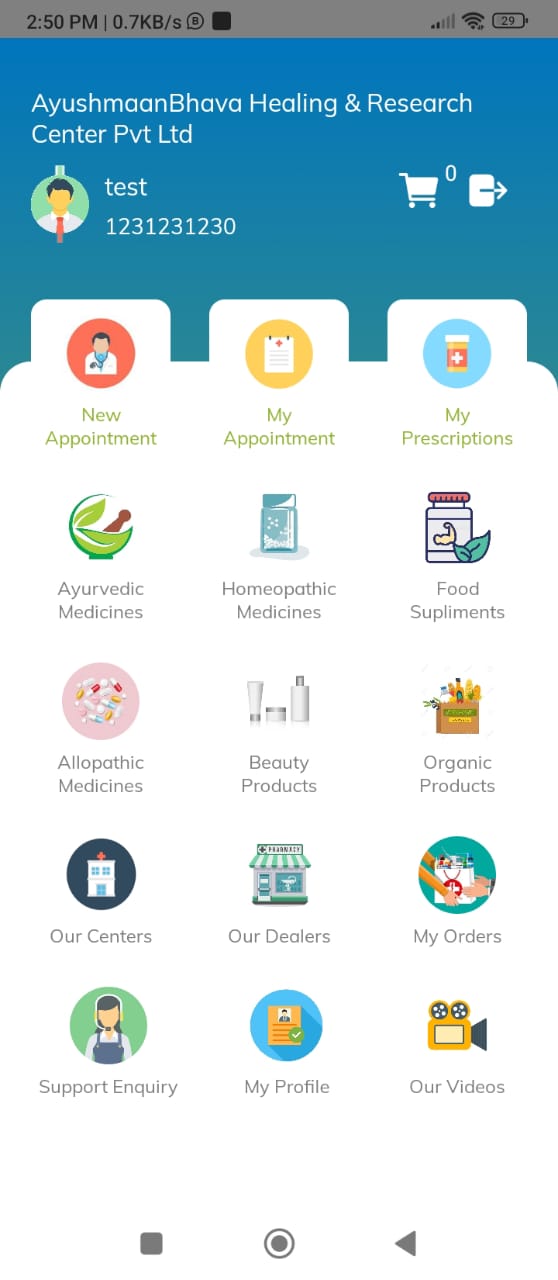 2:50 PM | 0.7KB/s B
29
AyushmaanBhava Healing & Research
Center Pvt Ltd
test
0
1231231230
New
Appointment
My
Appointment
My
Prescriptions
Ayurvedic
Medicines
Homeopathic
Medicines
Food
Supliments
Allopathic
Medicines
Beauty
Products
Organic
Products
PHARMACY
Our Centers
Our Dealers
My Orders
Support Enquiry
My Profile
Our Videos